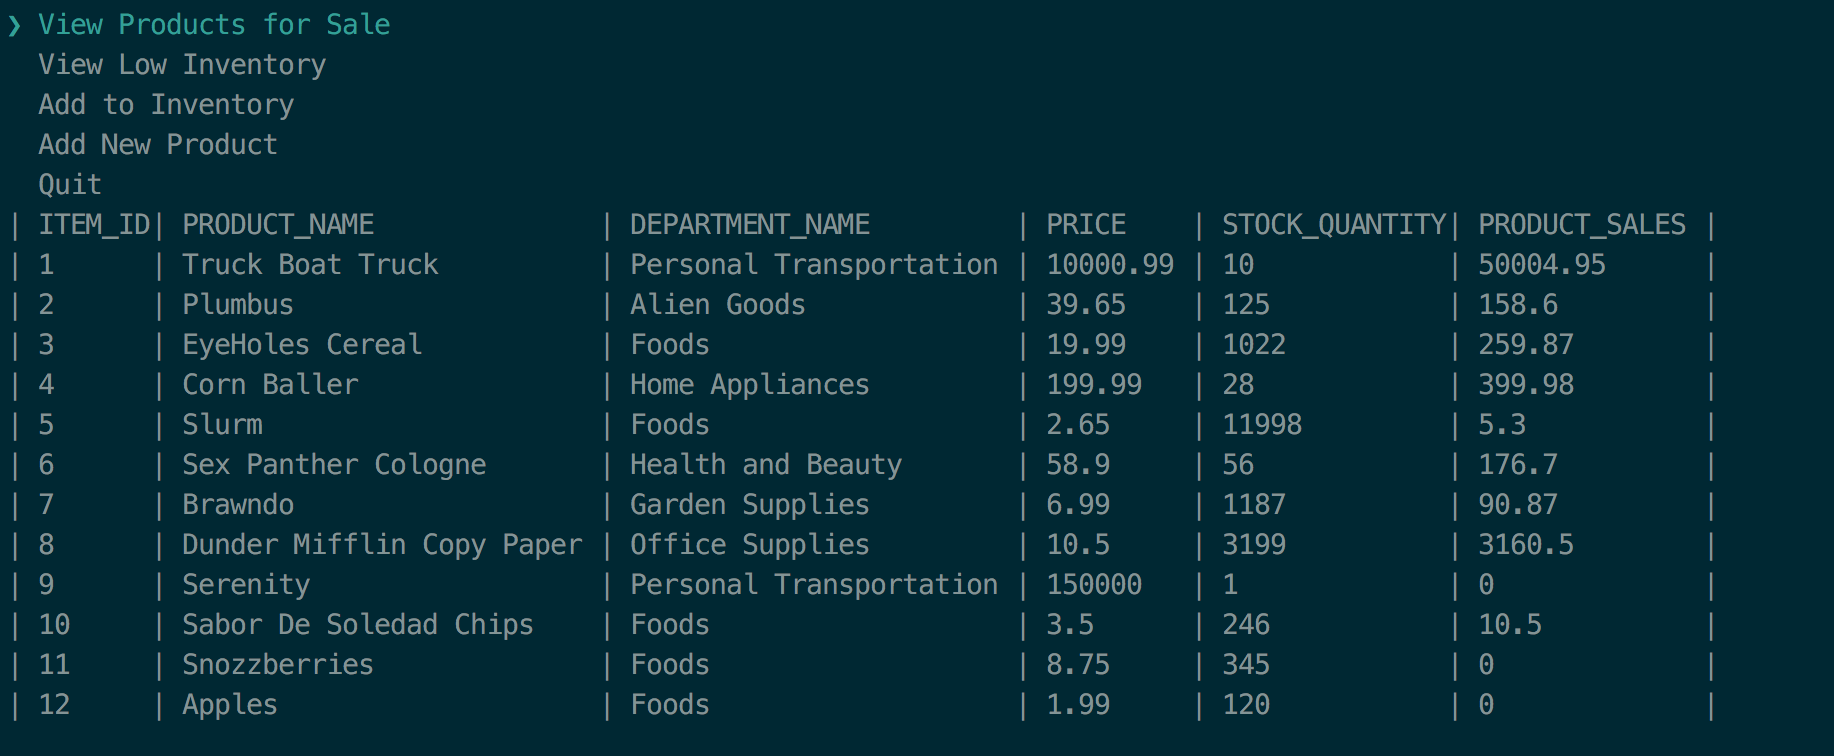 ❯ View Products for Sale
  View Low Inventory
  Add to Inventory
  Add New Product
  Quit
| ITEM_ID| PRODUCT_NAME              | DEPARTMENT_NAME         | PRICE    | STOCK_QUANTITY| PRODUCT_SALES |
| 1      | Truck Boat Truck          | Personal Transportation | 10000.99 | 10            | 50004.95      |
| 2      | Plumbus                   | Alien Goods             | 39.65    | 125           | 158.6         |
| 3      | EyeHoles Cereal           | Foods                   | 19.99    | 1022          | 259.87        |
| 4      | Corn Baller               | Home Appliances         | 199.99   | 28            | 399.98        |
| 5      | Slurm                     | Foods                   | 2.65     | 11998         | 5.3           |
| 6      | Sex Panther Cologne       | Health and Beauty       | 58.9     | 56            | 176.7         |
| 7      | Brawndo                   | Garden Supplies         | 6.99     | 1187          | 90.87         |
| 8      | Dunder Mifflin Copy Paper | Office Supplies         | 10.5     | 3199          | 3160.5        |
| 9      | Serenity                  | Personal Transportation | 150000   | 1             | 0             |
| 10     | Sabor De Soledad Chips    | Foods                   | 3.5      | 246           | 10.5          |
| 11     | Snozzberries              | Foods                   | 8.75     | 345           | 0             |
| 12     | Apples                    | Foods                   | 1.99     | 120           | 0             |